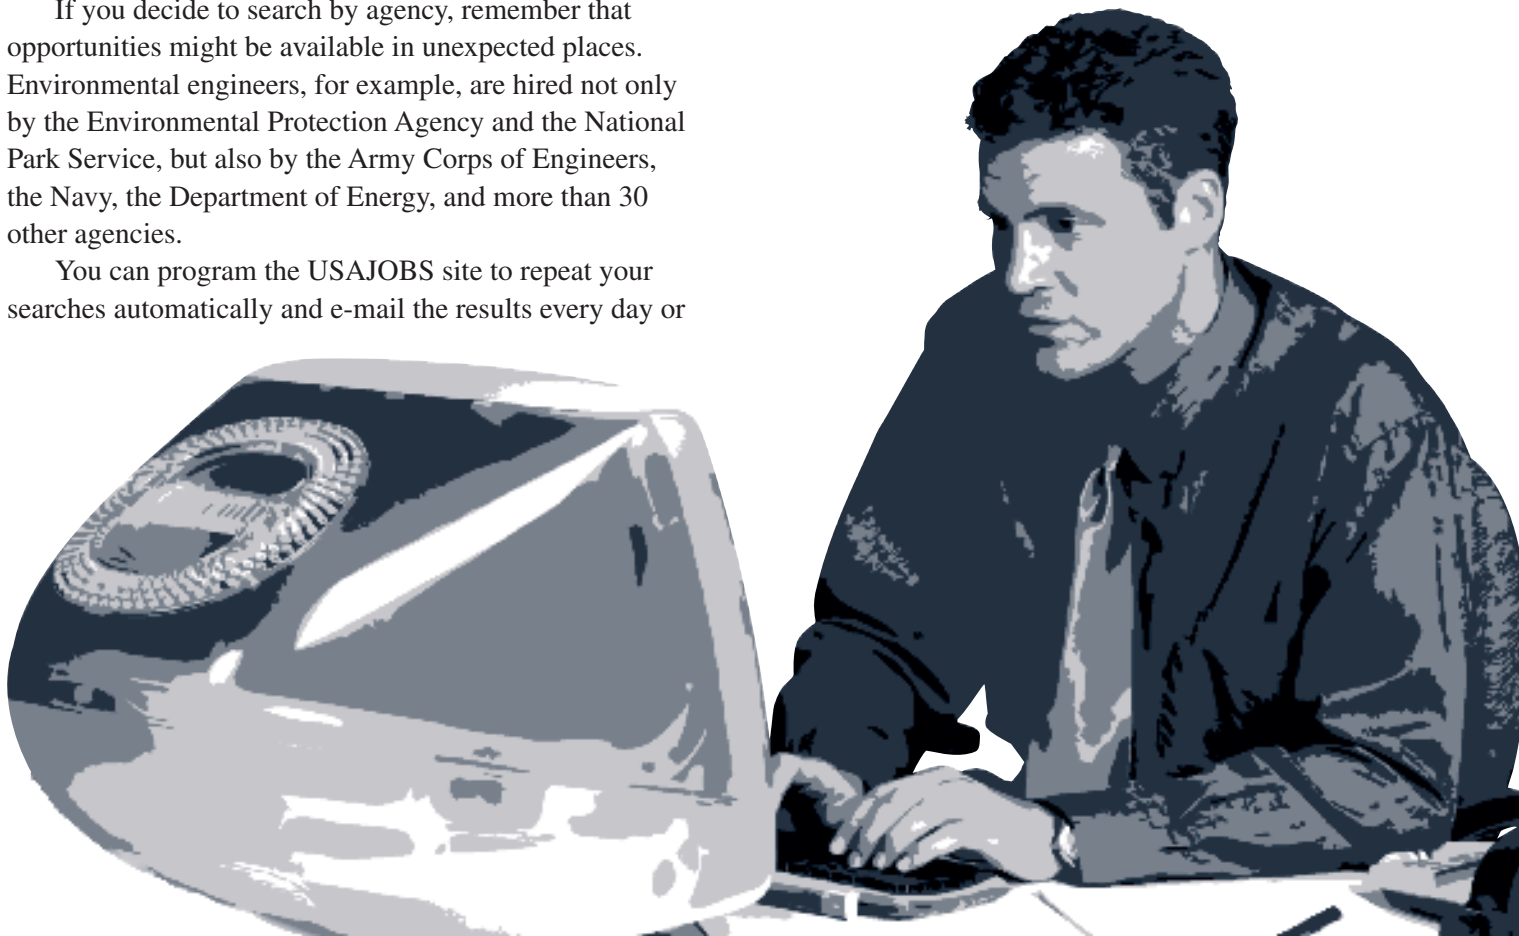 If you decide to search by agency, remember that
opportunities might be available in unexpected places.
Environmental engineers, for example, are hired not only
by the Environmental Protection Agency and the National
Park Service, but also by the Army Corps of Engineers,
the Navy, the Department of Energy, and more than 30
other agencies.
You can program the USAJOBS site to repeat your
searches automatically and e-mail the results every day or